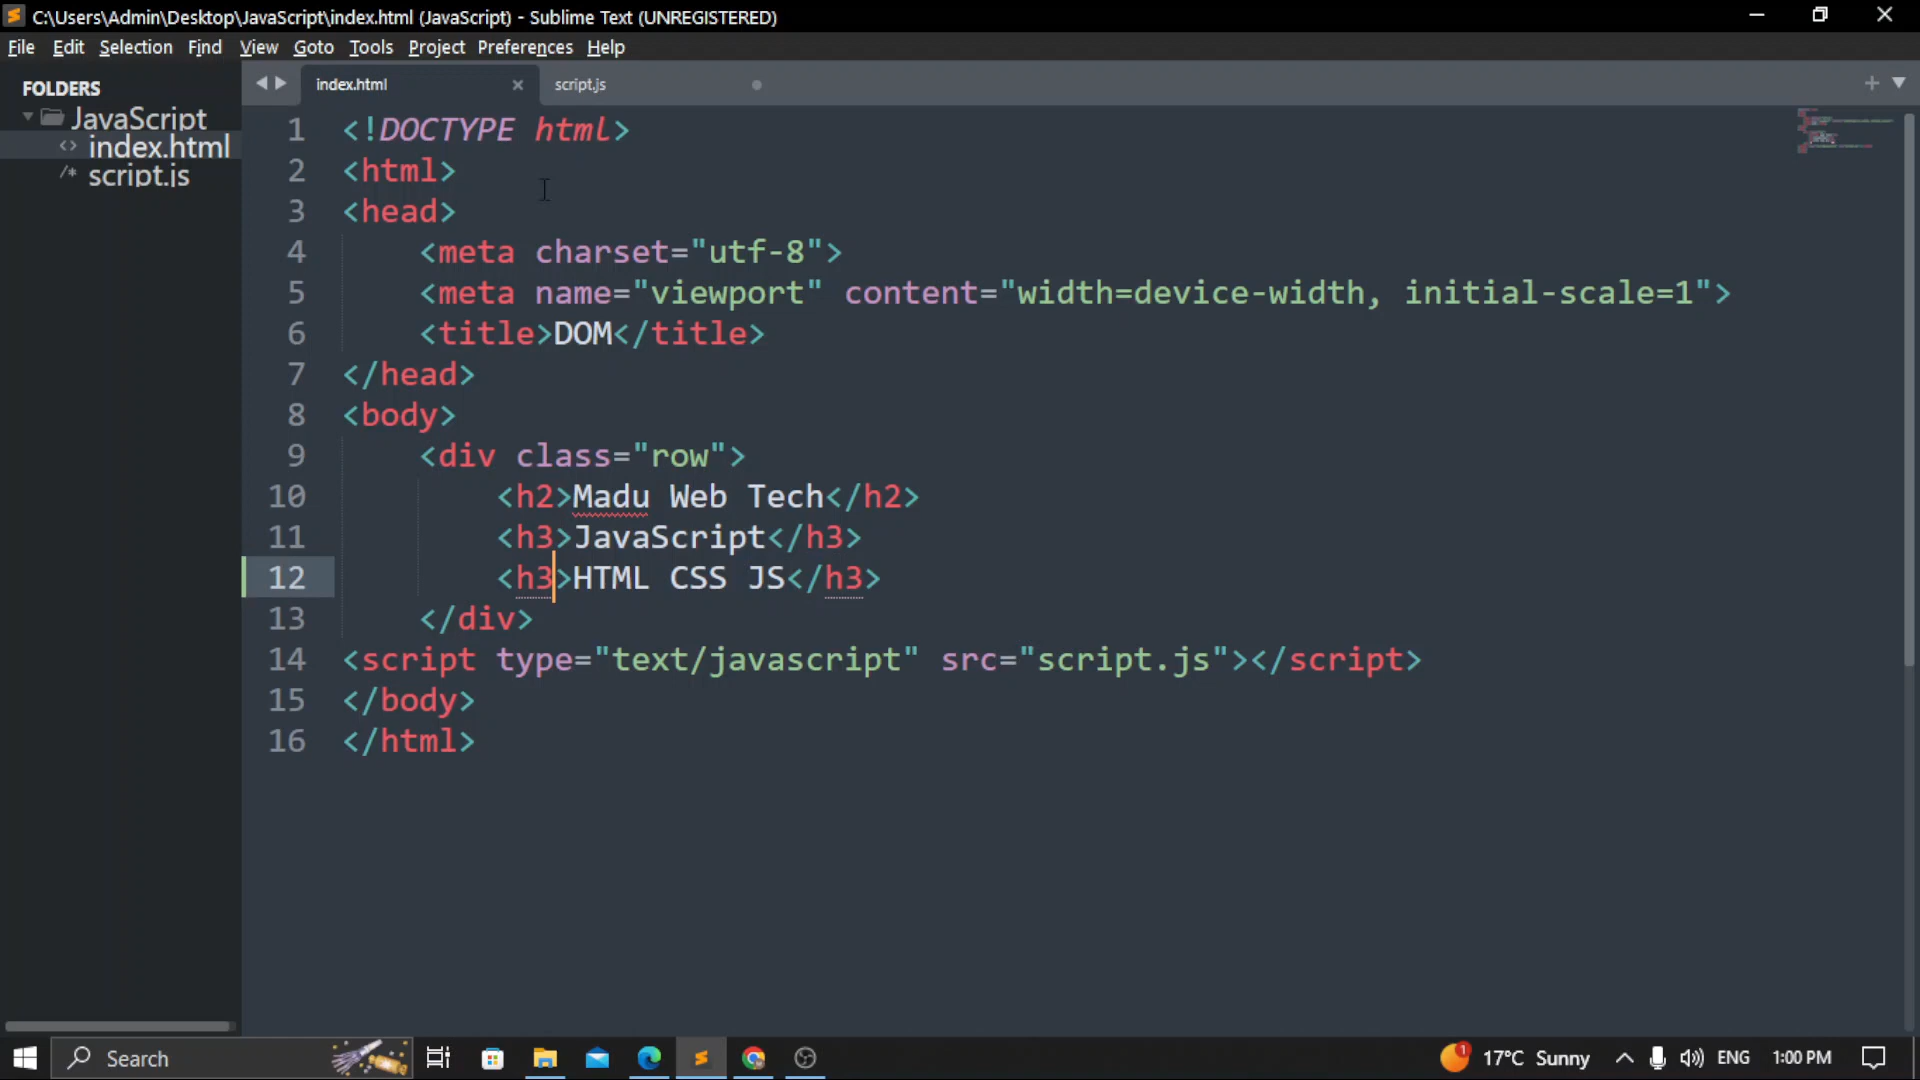 C:\Users\Admin\Desktop\JavaScript\index.html (JavaScript) - Sublime Text (UNREGISTERED)
File Edit Selection Find View Goto Tools Project Preferences Help
FOLDERS
JavaScript
index.html
script.js
index.html script.js
1 <!DOCTYPE html>
2 <html>
3 <head>
4 <meta charset="utf-8">
5 <meta name="viewport" content="width=device-width, initial-scale=1">
6 <title>DOM</title>
7 </head>
8 <body>
9 <div class="row">
10 <h2>Madu Web Tech</h2>
11 <h3>JavaScript</h3>
12 <h3>HTML CSS JS</h3>
13 </div>
14 <script type="text/javascript" src="script.js"></script>
15 </body>
16 </html>
Search
1
17°C Sunny
ENG
1:00 PM